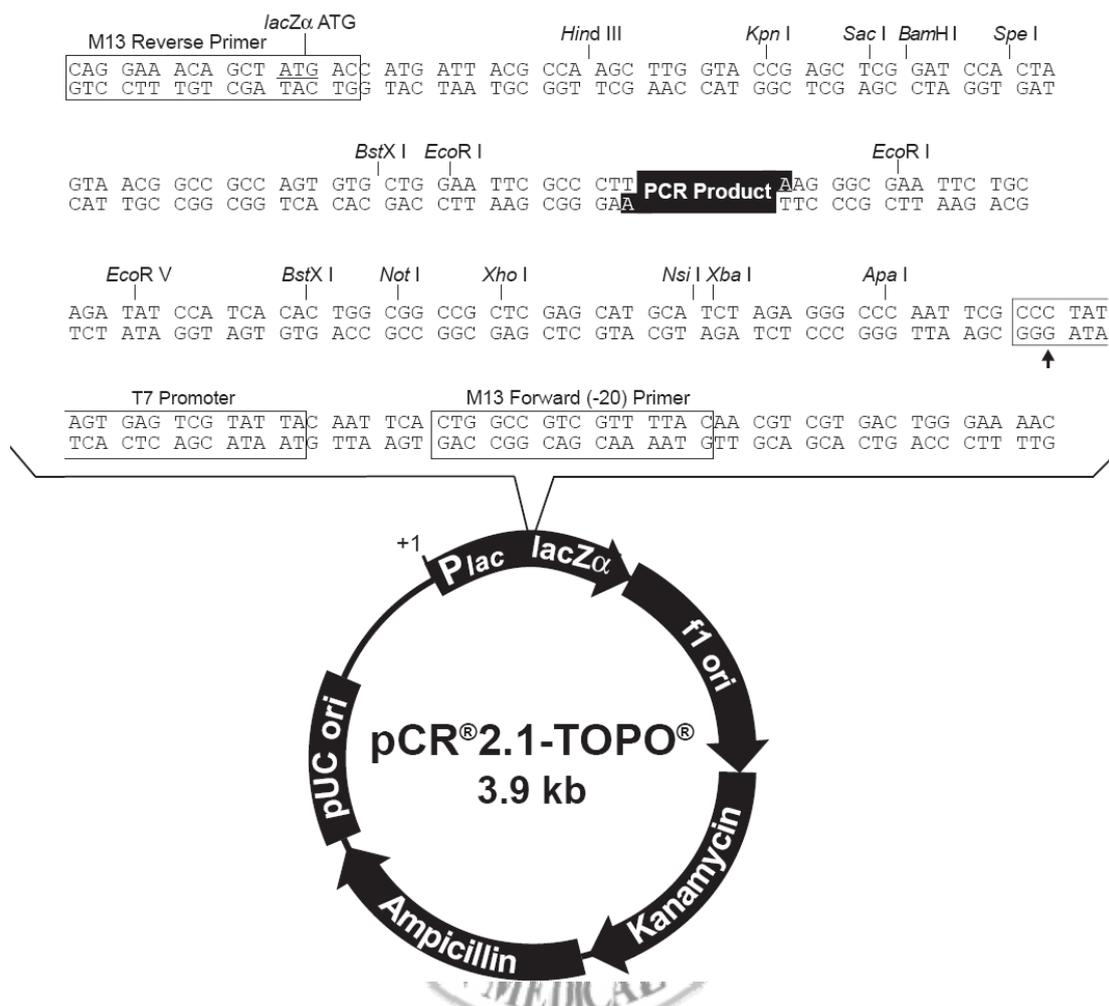 lacZα ATG
M13 Reverse Primer
Hind III Kpn I Sac I BamH I Spe I
CAG GAA ACA GCT ATG ACC ATG ATT ACG CCA AGC TTG GTA CCG AGC TCG GAT CCA CTA
GTC CTT TGT CGA TAC TGG TAC TAA TGC GGT TCG AAC CAT GGC TCG AGC CTA GGT GAT
BstX I EcoR I EcoR I
GTA ACG GCC GCC AGT GTG CTG GAA TTC GCC CTT PCR Product AAG GGC GAA TTC TGC
CAT TGC CGG CGG TCA CAC GAC CTT AAG CGG GAA TTC CCG CTT AAG ACG
EcoR V BstX I Not I Xho I Nsi I Xba I Apa I
AGA TAT CCA TCA CAC TGG CGG CCG CTC GAG CAT GCA TCT AGA GGG CCC AAT TCG CCC TAT
TCT ATA GGT AGT GTG ACC GCC GGC GAG CTC GTA CGT AGA TCT CCC GGG TTA AGC GGG ATA
T7 Promoter M13 Forward (-20) Primer
AGT GAG TCG TAT TAC AAT TCA CTG GCC GTC GTT TTA CAA CGT CGT GAC TGG GAA AAC
TCA CTC AGC ATA ATG TTA AGT GAC CGG CAG CAA AAT GTT GCA GCA CTG ACC CTT TTG
+1 Plac lacZα
f1 ori
pUC ori
pCR®2.1-TOPO®
3.9 kb
Kanamycin
Ampicillin
MEDICAL